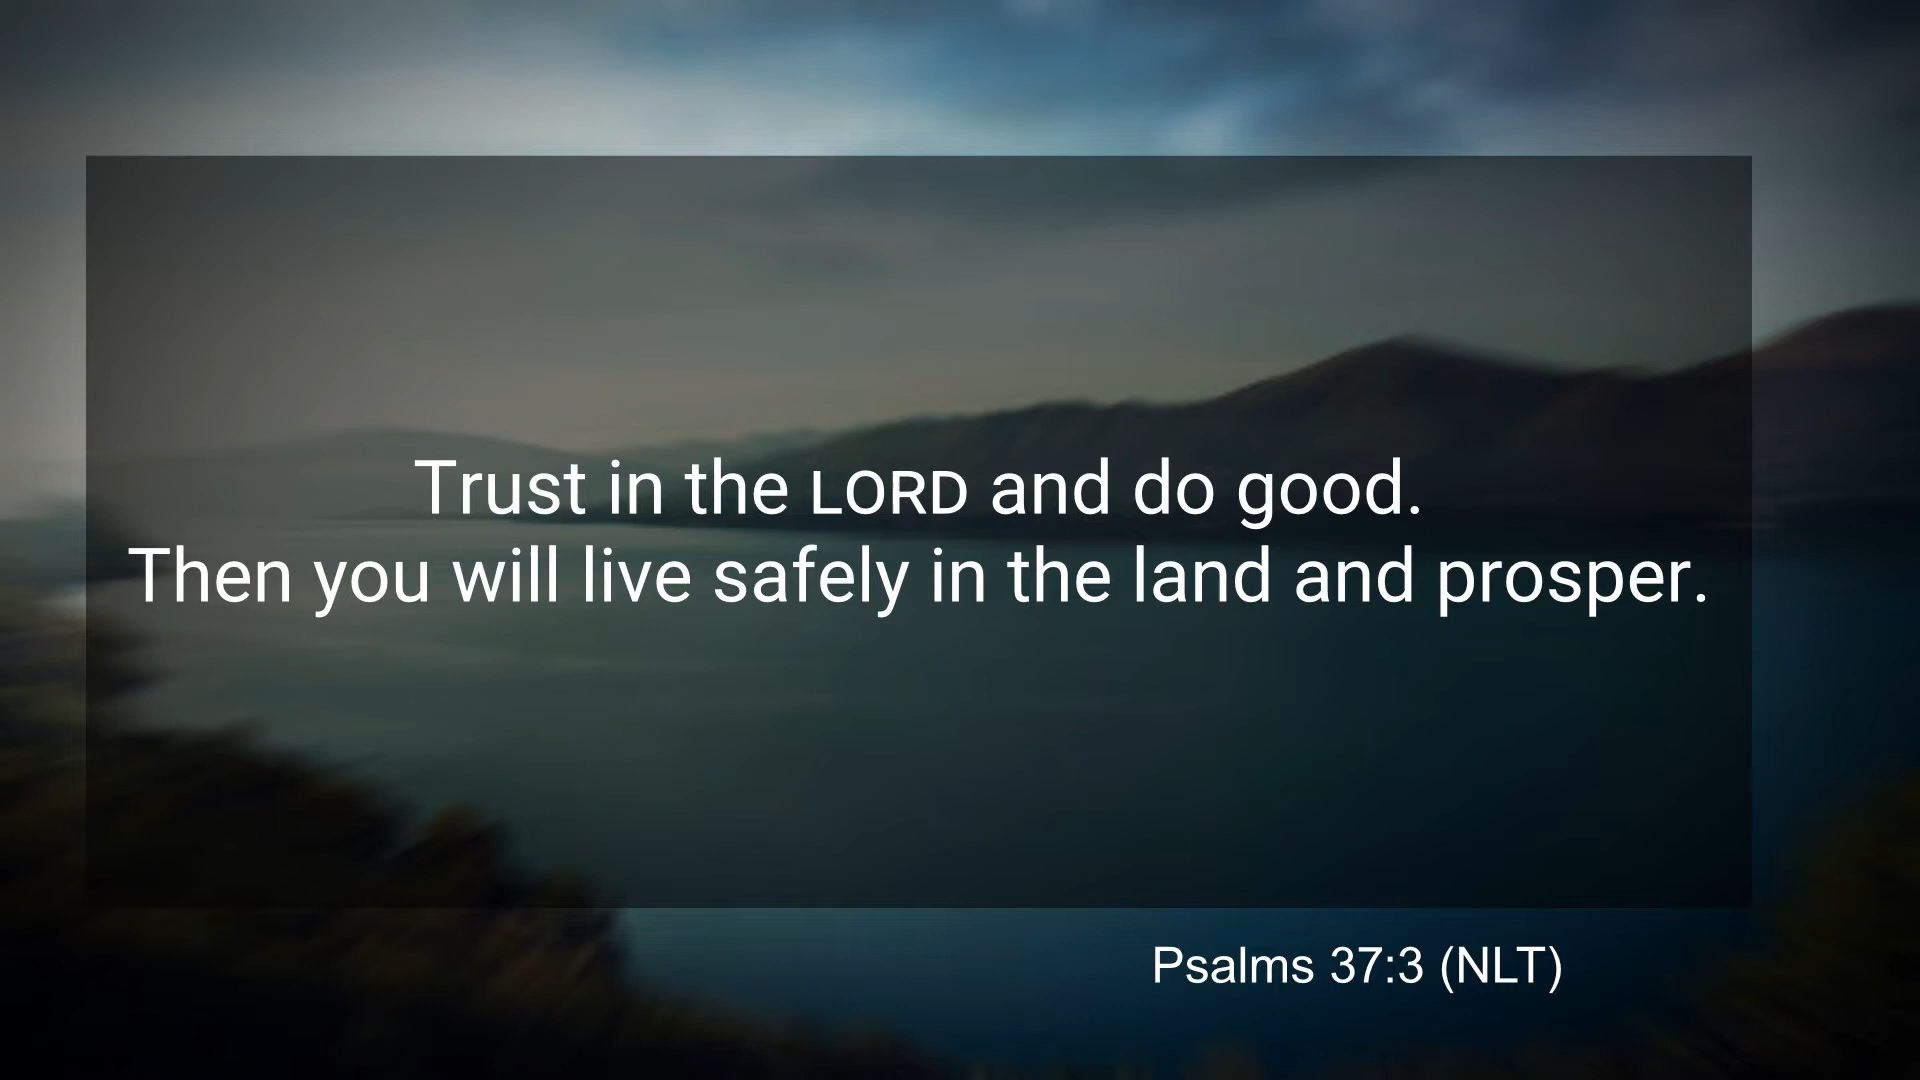 Trust in the LORD and do good.
Then you will live safely in the land and prosper.
Psalms 37:3 (NLT)